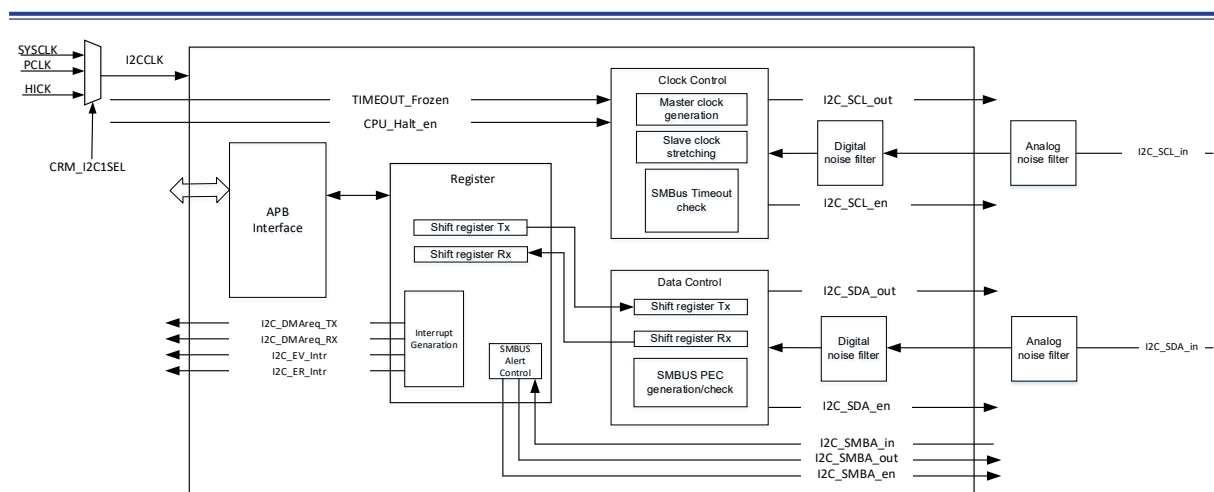 SYSCLK
PCLK
HICK
I2CCLK
CRM_I2C1SEL
TIMEOUT_Frozen
CPU_Halt_en
Clock Control
Master clock
generation
Slave clock
stretching
SMBus Timeout
check
I2C_SCL_out
Digital
noise filter
Analog
noise filter
I2C_SCL_in
I2C_SCL_en
APB
Interface
Register
Shift register Tx
Shift register Rx
Interrupt
Genaration
SMBUS
Alert
Control
I2C_DMAreq_TX
I2C_DMAreq_RX
I2C_EV_Intr
I2C_ER_Intr
Data Control
Shift register Tx
Shift register Rx
SMBUS PEC
generation/check
I2C_SDA_out
Digital
noise filter
Analog
noise filter
I2C_SDA_in
I2C_SDA_en
I2C_SMBA_in
I2C_SMBA_out
I2C_SMBA_en